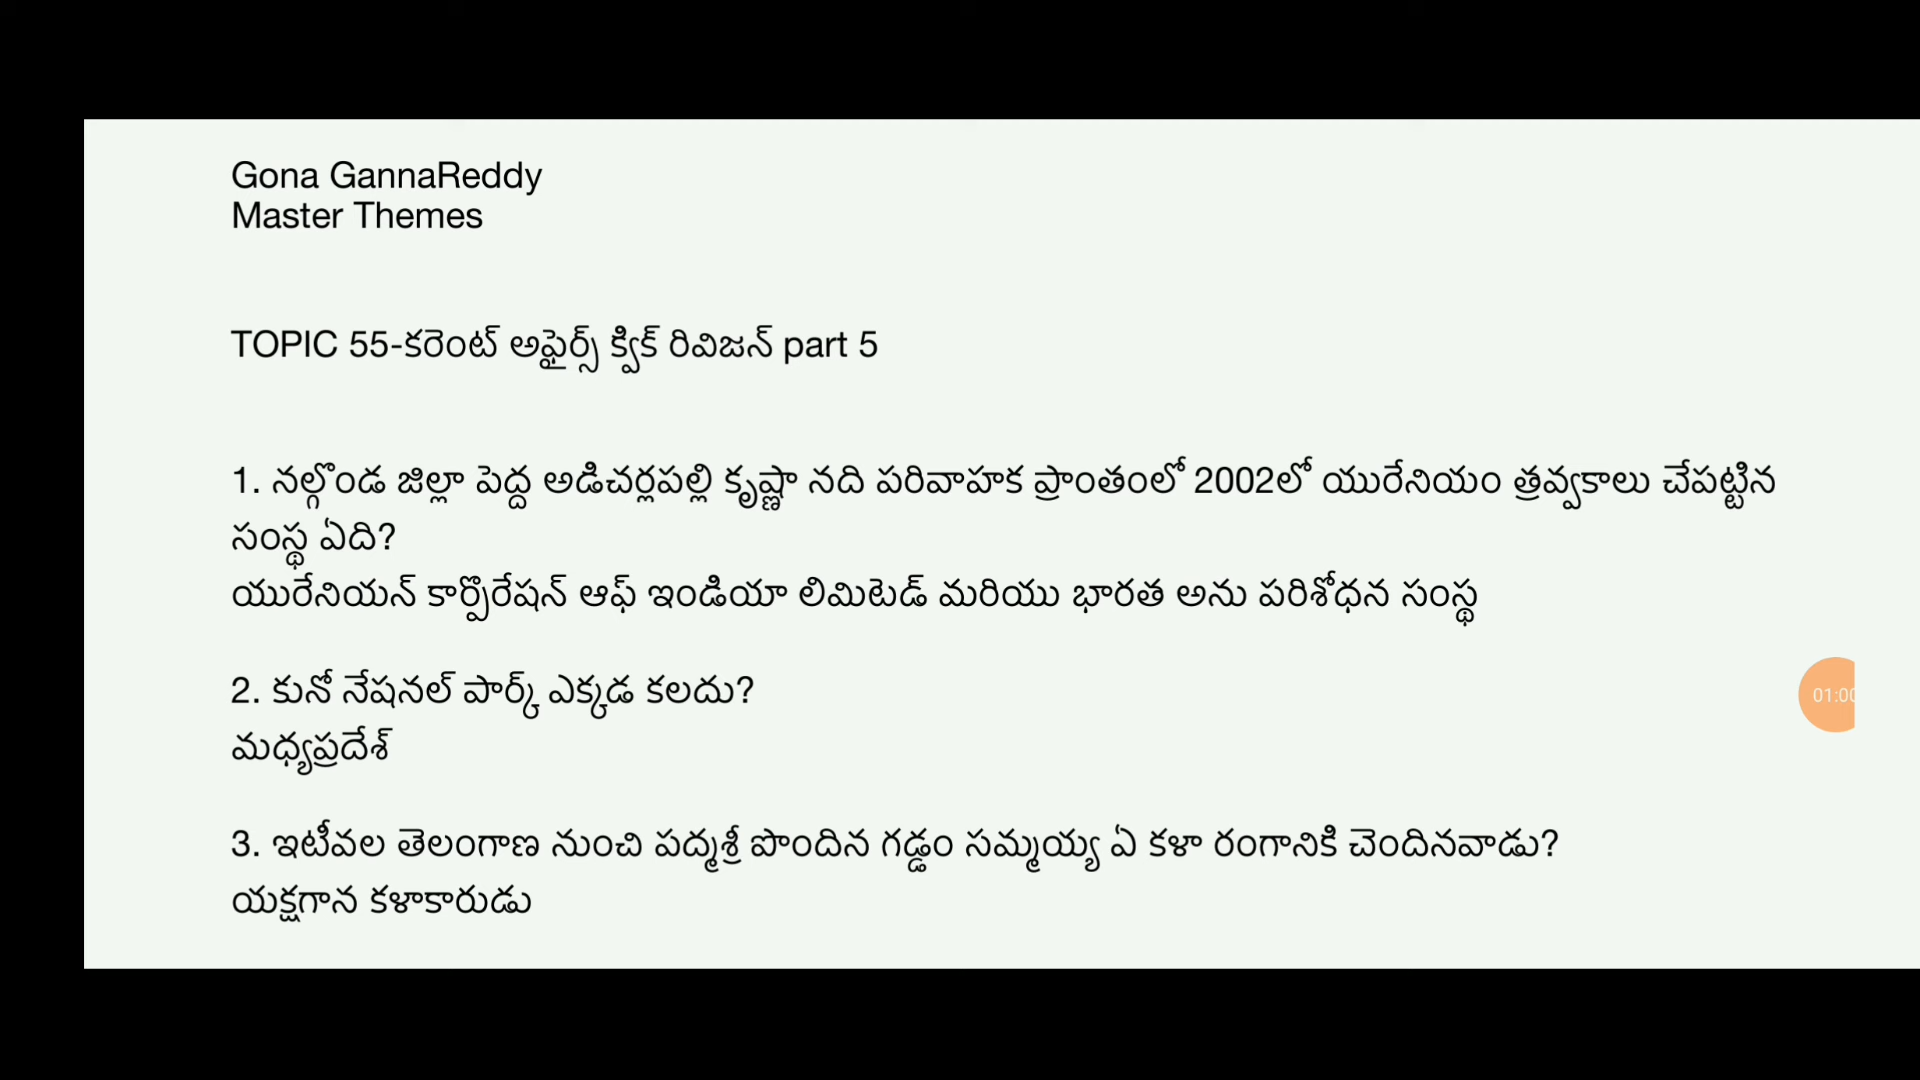 Gona GannaReddy
Master Themes
TOPIC 55-కరెంట్ అఫైర్స్ క్విక్ రివిజన్ part 5
1. నల్గొండ జిల్లా పెద్ద అడిచర్లపల్లి కృష్ణా నది పరివాహక ప్రాంతంలో 2002లో యురేనియం త్రవ్వకాలు చేపట్టిన
సంస్థ ఏది?
యురేనియన్ కార్పొరేషన్ ఆఫ్ ఇండియా లిమిటెడ్ మరియు భారత అను పరిశోధన సంస్థ
2. కునో నేషనల్ పార్క్ ఎక్కడ కలదు?
మధ్యప్రదేశ్
3. ఇటీవల తెలంగాణ నుంచి పద్మశ్రీ పొందిన గడ్డం సమ్మయ్య ఏ కళా రంగానికి చెందినవాడు?
యక్షగాన కళాకారుడు
01:00